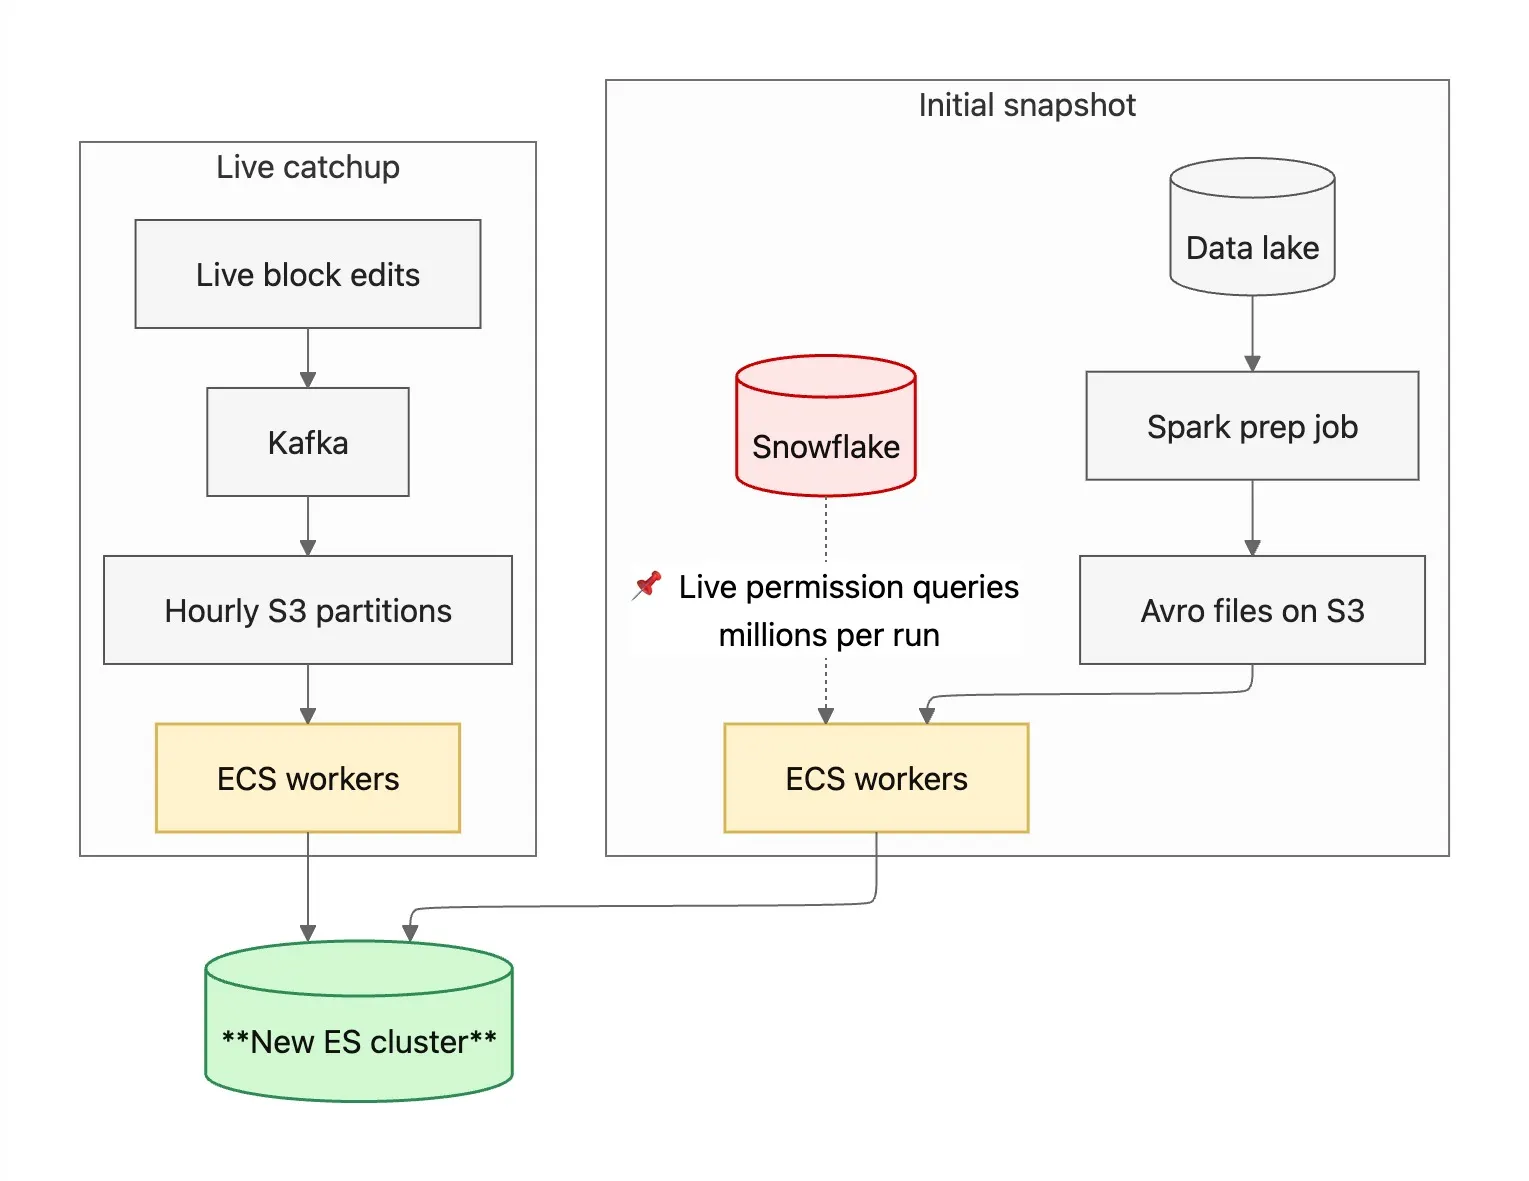 Live catchup
Live block edits
Kafka
Hourly S3 partitions
ECS workers
Initial snapshot
Data lake
Snowflake
Spark prep job
📌 Live permission queries
millions per run
Avro files on S3
ECS workers
**New ES cluster**